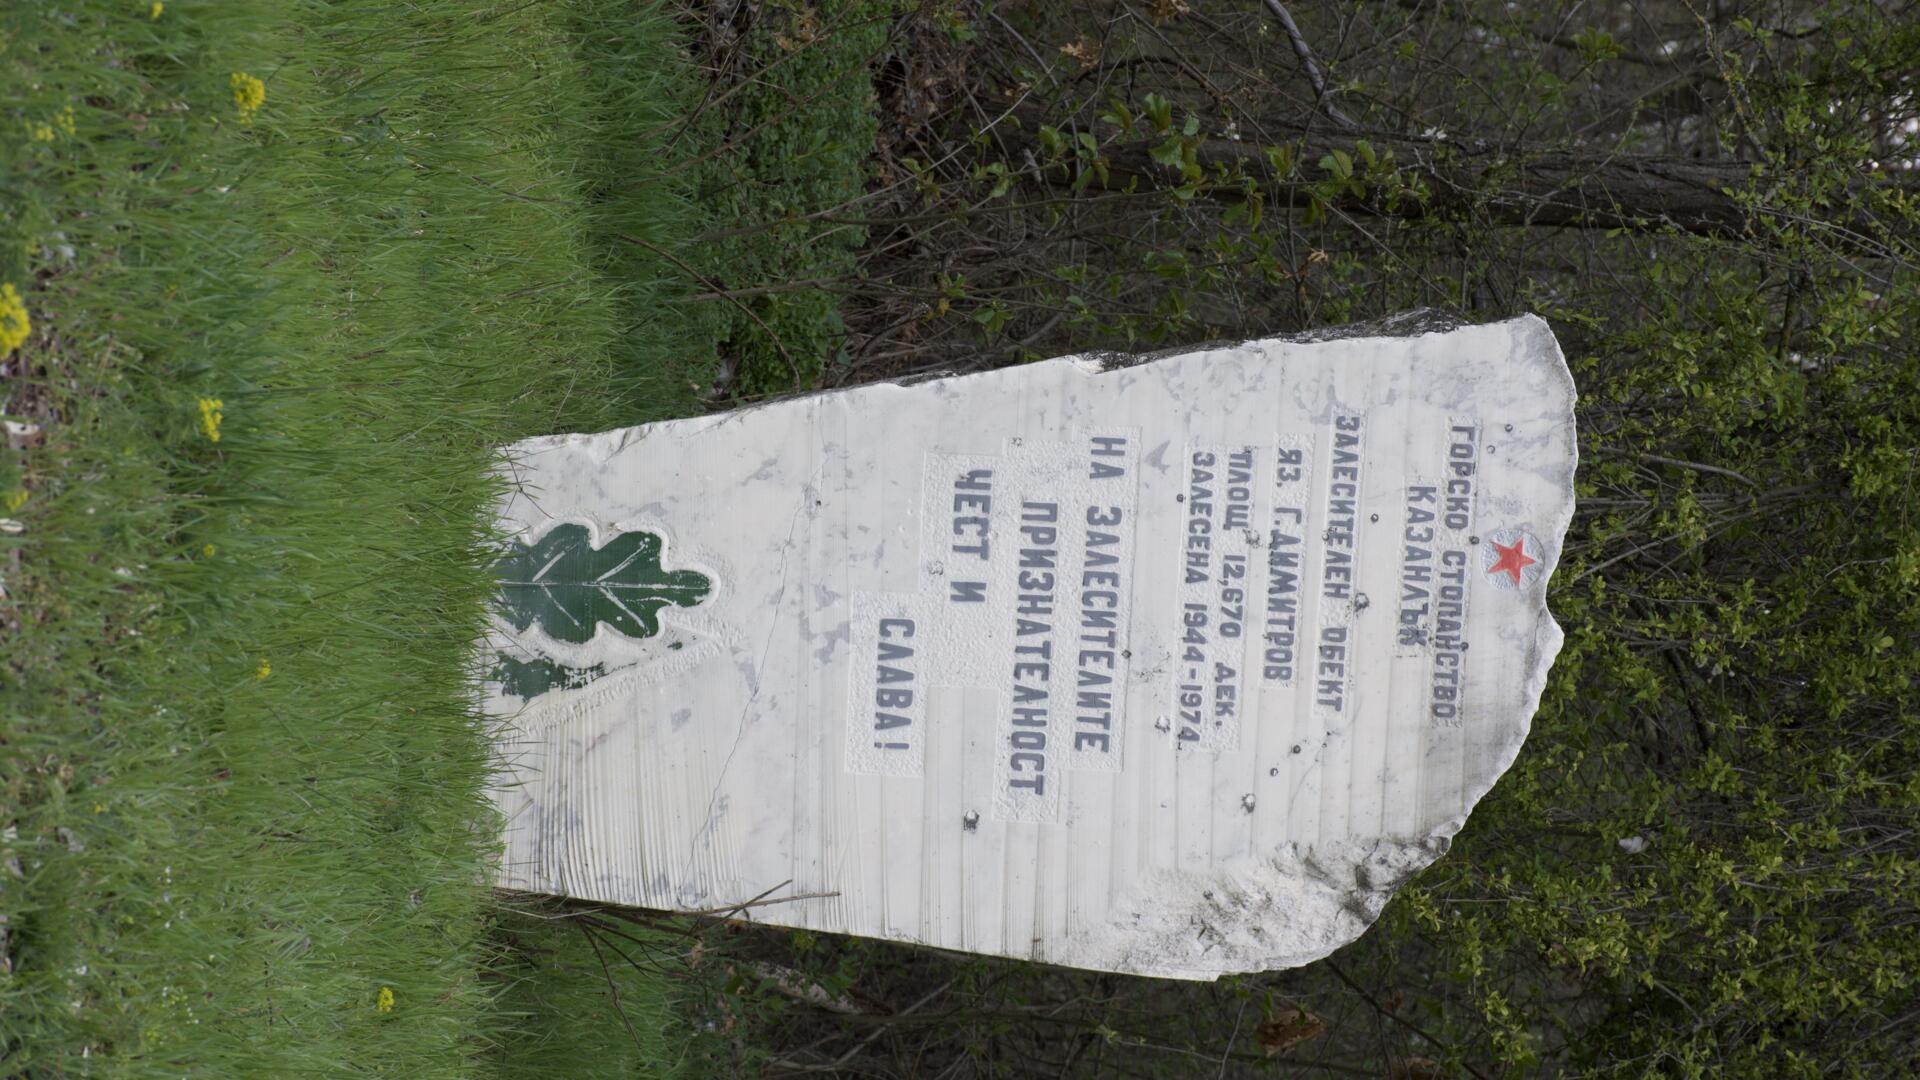 ГОРСКО СТОПАНСТВО
КАЗАНЛЪК
ЗАЛЕСИТЕЛЕН ОБЕКТ
ЯЗ Г.ДИМИТРОВ
ПЛОЩ 12,670 ДЕК.
ЗАЛЕСЕНА 1944-1974
НА ЗАЛЕСИТЕЛИТЕ
ПРИЗНАТЕЛНОСТ
ЧЕСТ И
СЛАВА!